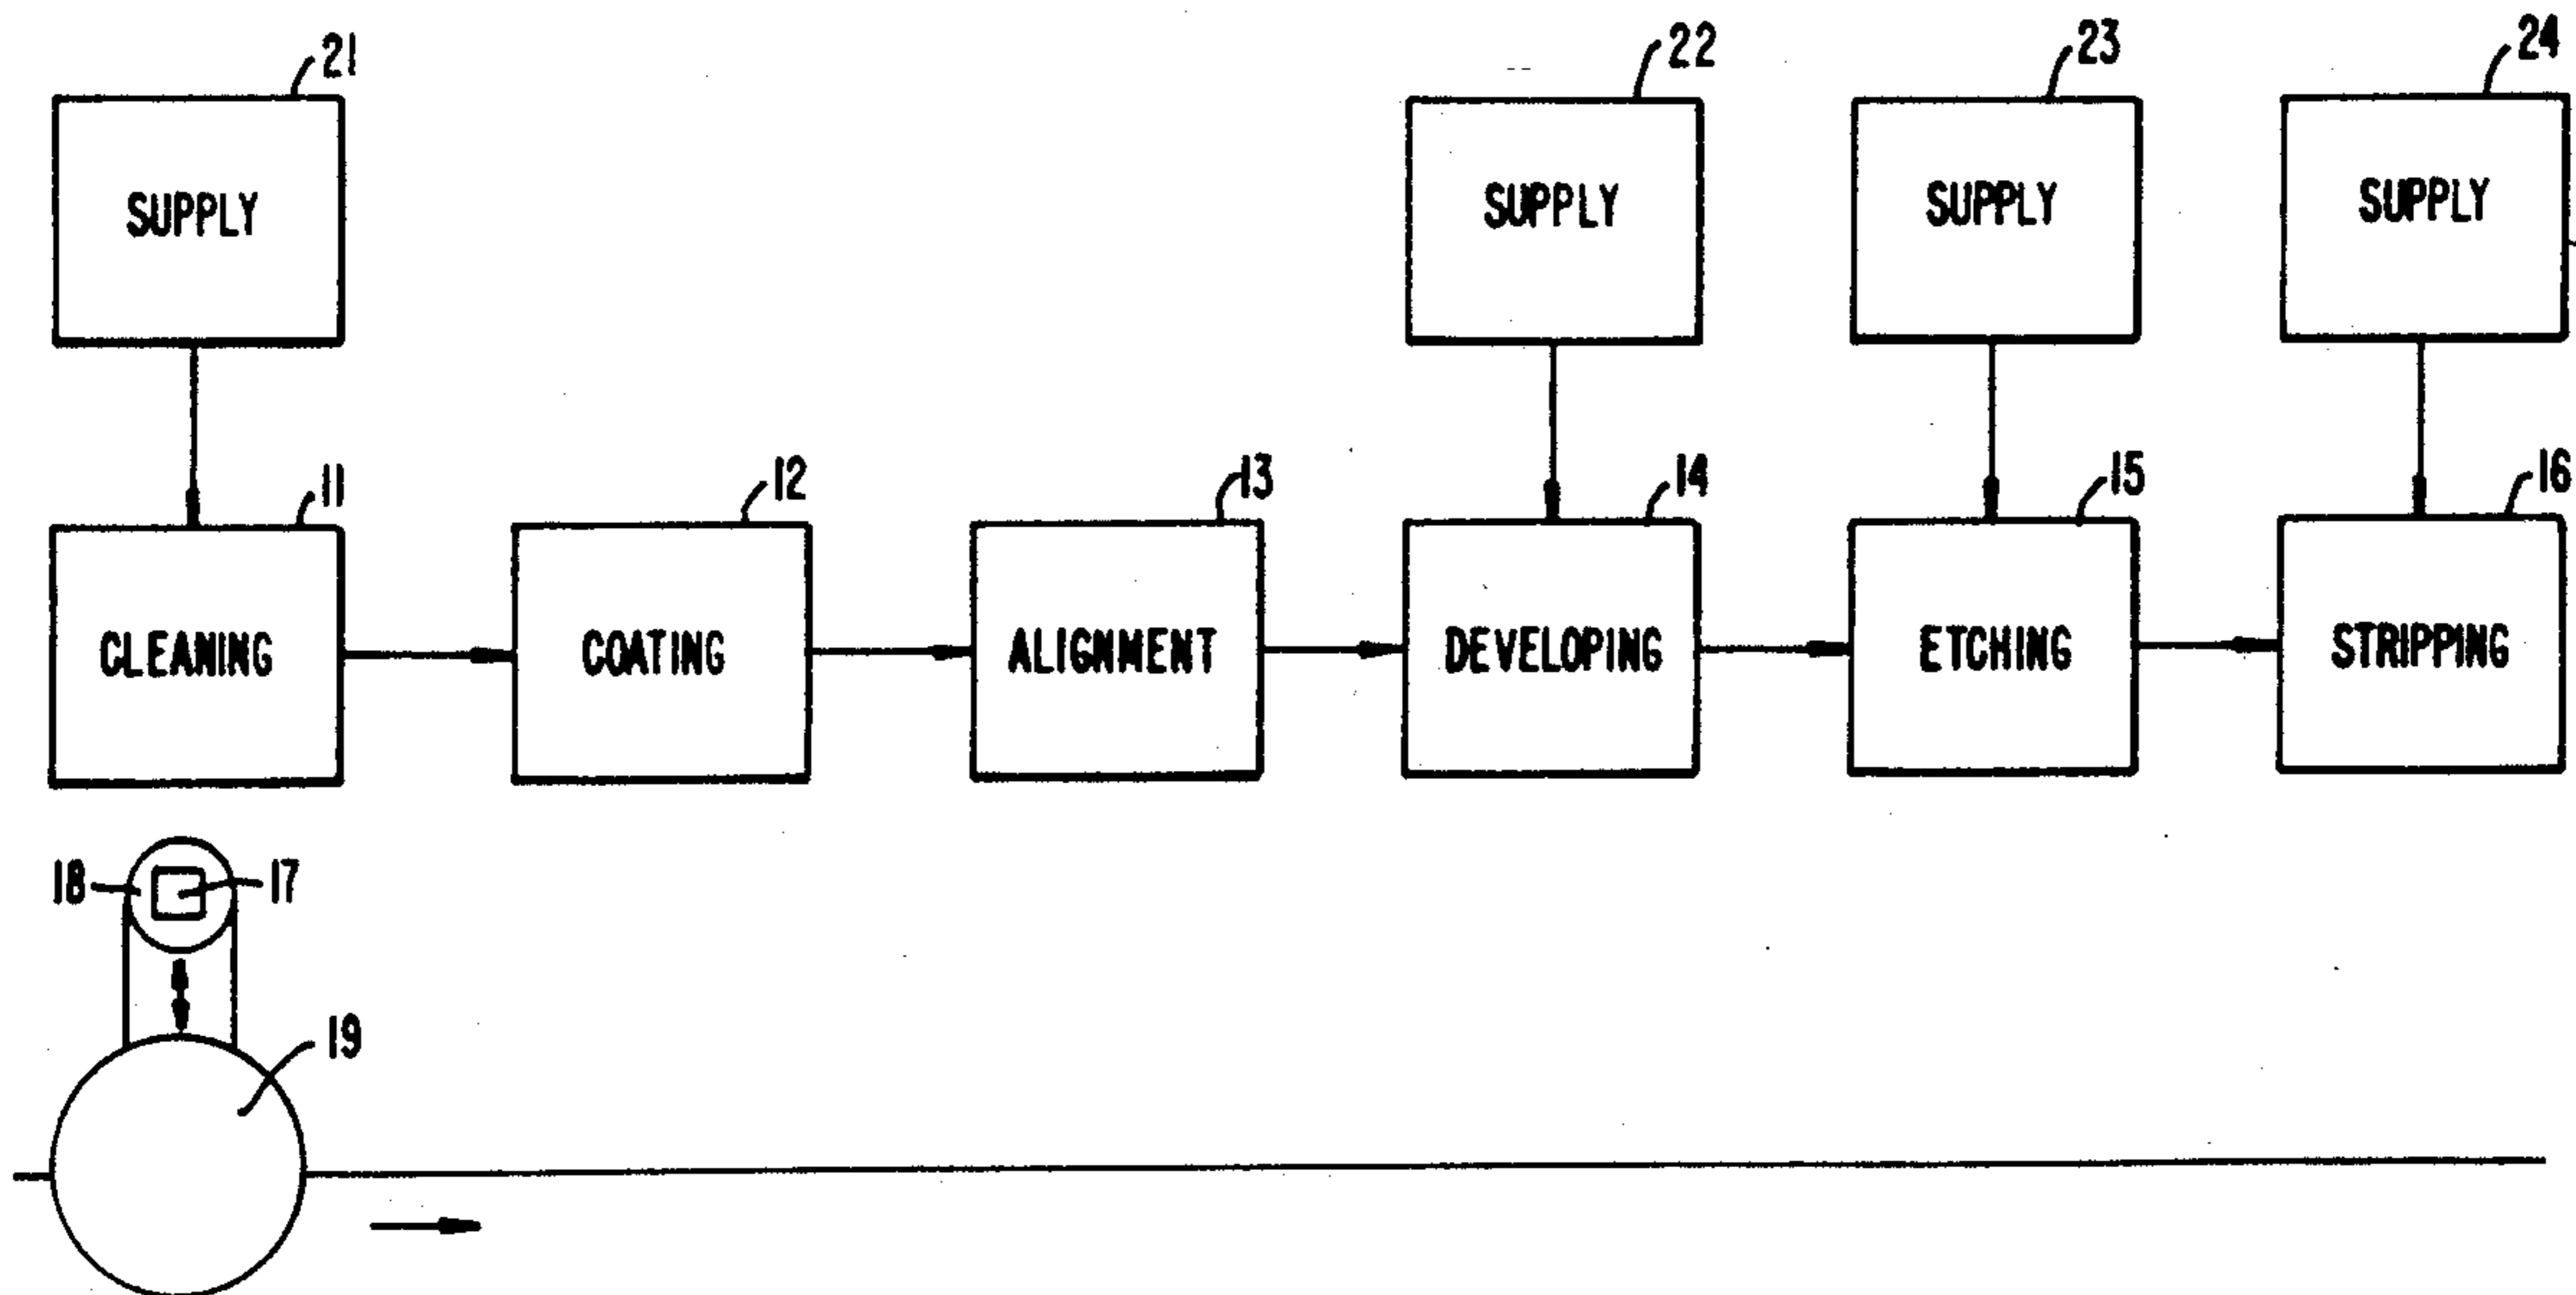 21
22
23
24
SUPPLY
SUPPLY
SUPPLY
SUPPLY
11
12
13
14
15
16
CLEANING
COATING
ALIGNMENT
DEVELOPING
ETCHING
STRIPPING
18
17
19